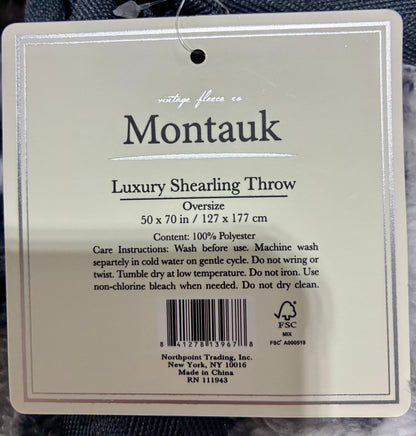 vintage fleece co
Montauk
Luxury Shearling Throw
Oversize
50 x 70 in / 127 x 177 cm
Content: 100% Polyester
Care Instructions: Wash before use. Machine wash
separtely in cold water on gentle cycle. Do not wring or
twist. Tumble dry at low temperature. Do not iron. Use
non-chlorine bleach when needed. Do not dry clean.
8 41278 13967 8
FSC
MIX
FSC® A000519
Northpoint Trading, Inc.
New York, NY 10016
Made in China
RN 111943